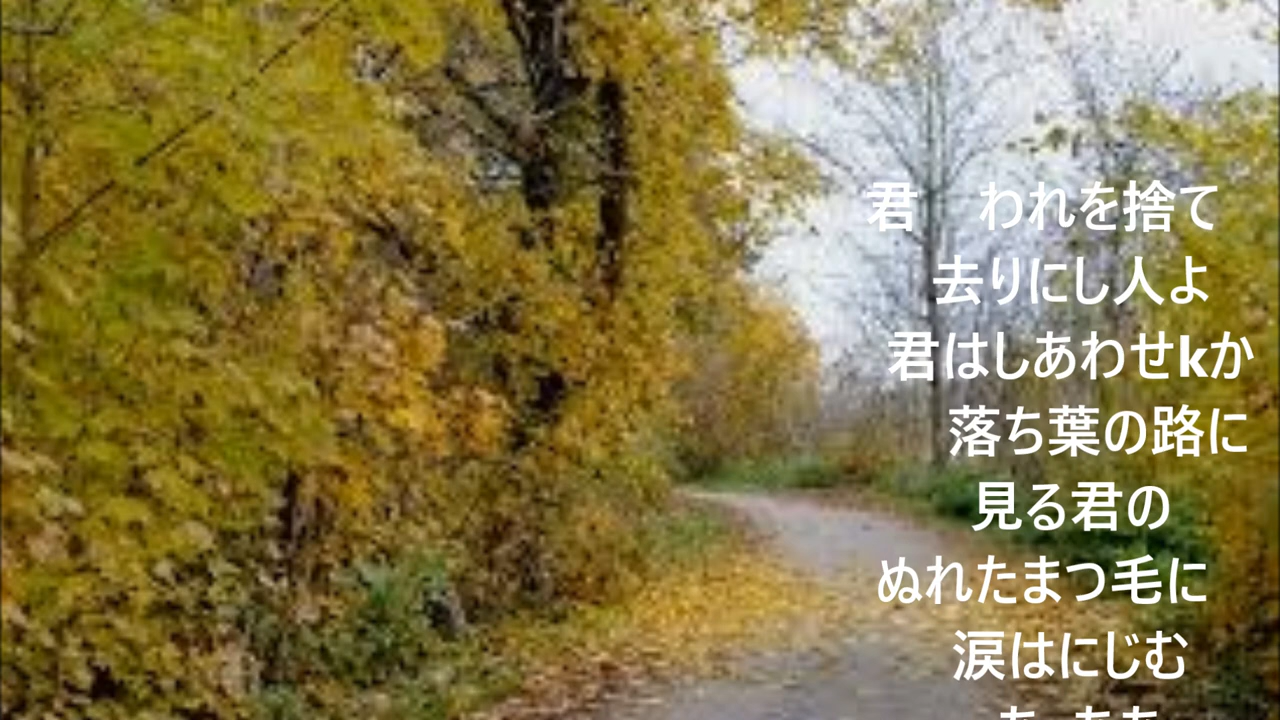 君　われを捨て
去りにし人よ
君はしあわせkか
落ち葉の路に
見る君の
ぬれたまつ毛に
涙はにじむ